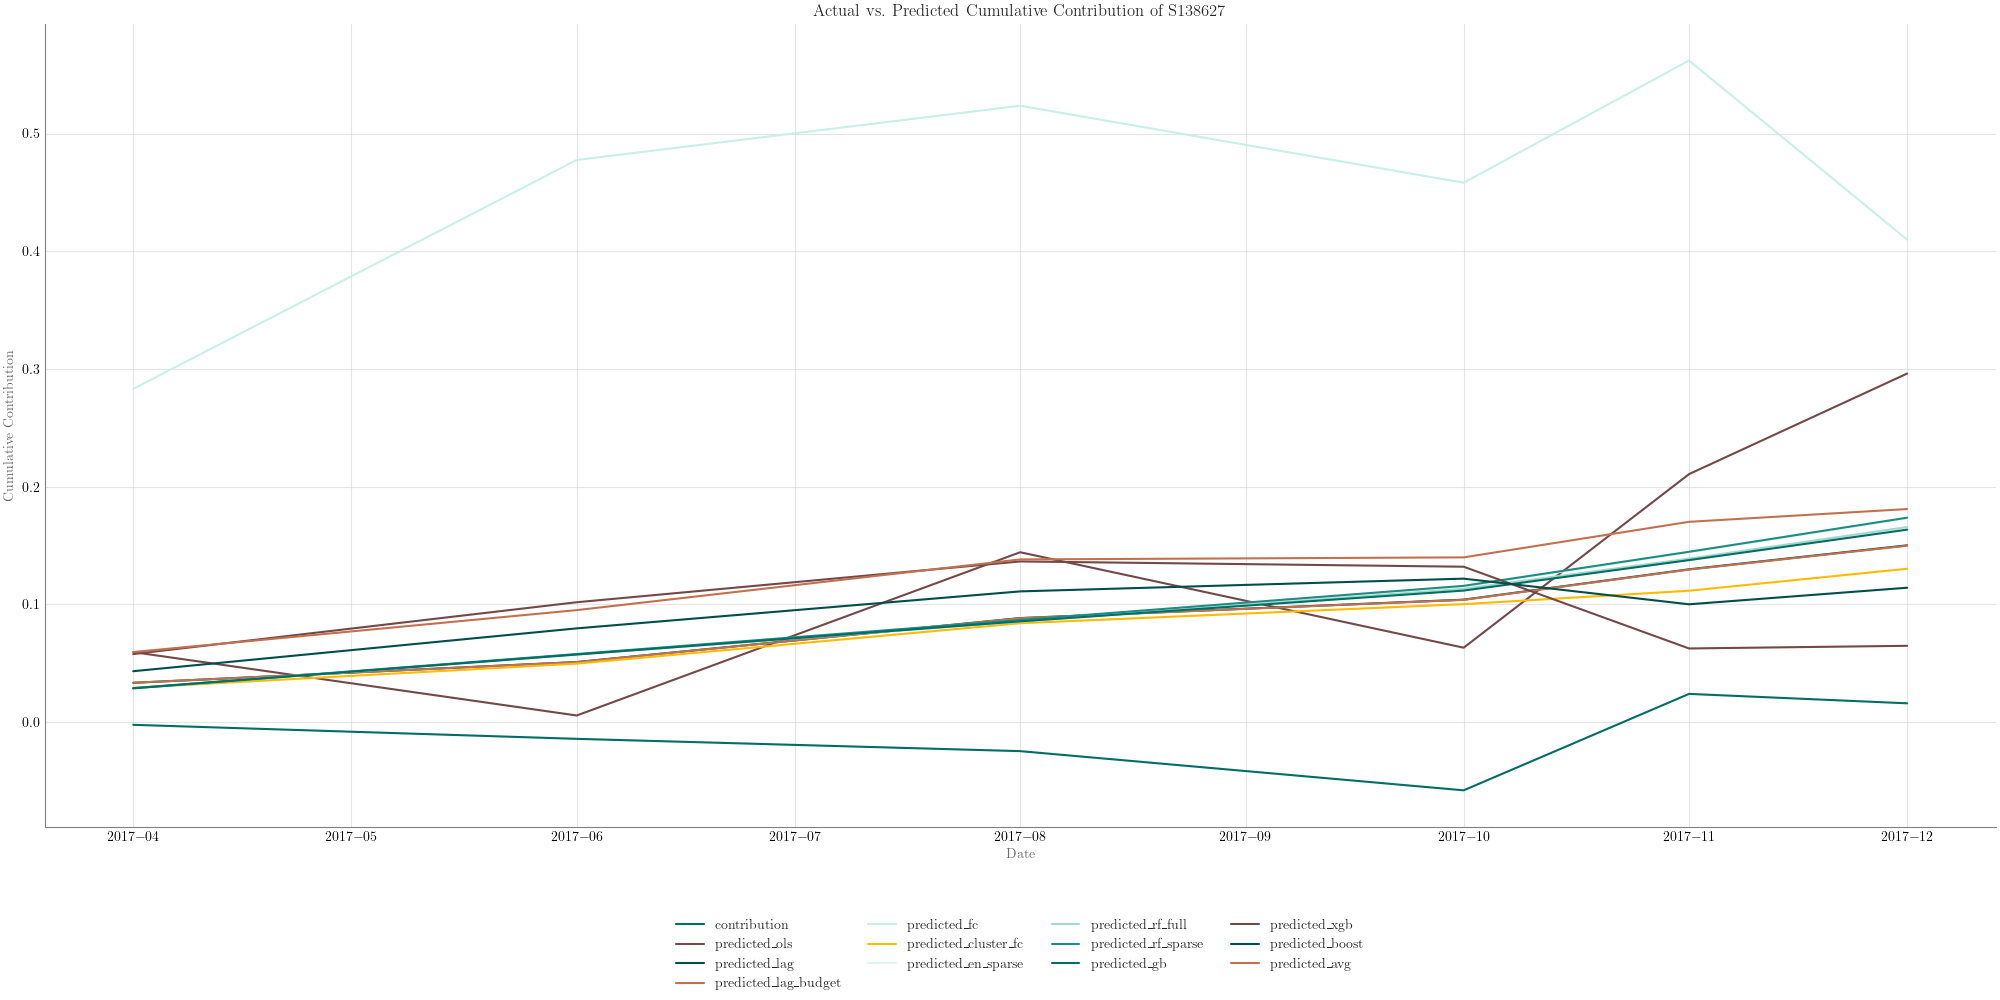 Actual vs. Predicted Cumulative Contribution of S138627
Cumulative Contribution
0.5
0.4
0.3
0.2
0.1
0.0
2017−04 2017−05 2017−06 2017−07 2017−08 2017−09 2017−10 2017−11 2017−12
Date
contribution predicted_fc predicted_rf_full predicted_xgb
predicted_ols predicted_cluster_fc predicted_rf_sparse predicted_boost
predicted_lag predicted_en_sparse predicted_gb predicted_avg
predicted_lag_budget